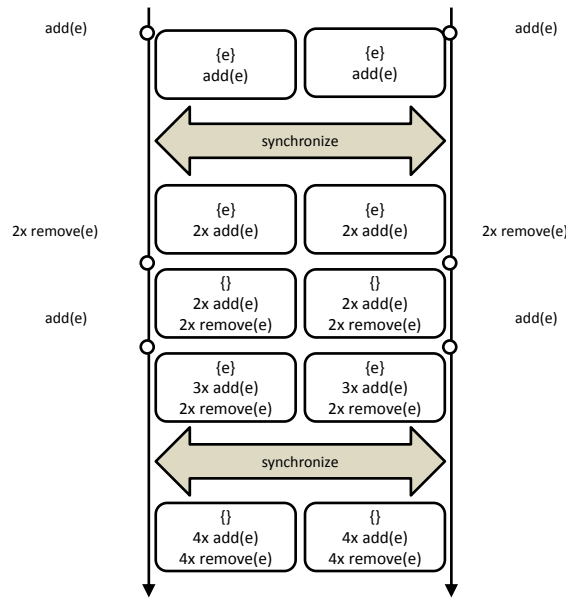 add(e)
add(e)
{e}
add(e)
{e}
add(e)
synchronize
{e}
2x add(e)
{e}
2x add(e)
2x remove(e)
2x remove(e)
{}
2x add(e)
2x remove(e)
{}
2x add(e)
2x remove(e)
add(e)
add(e)
{e}
3x add(e)
2x remove(e)
{e}
3x add(e)
2x remove(e)
synchronize
{}
4x add(e)
4x remove(e)
{}
4x add(e)
4x remove(e)